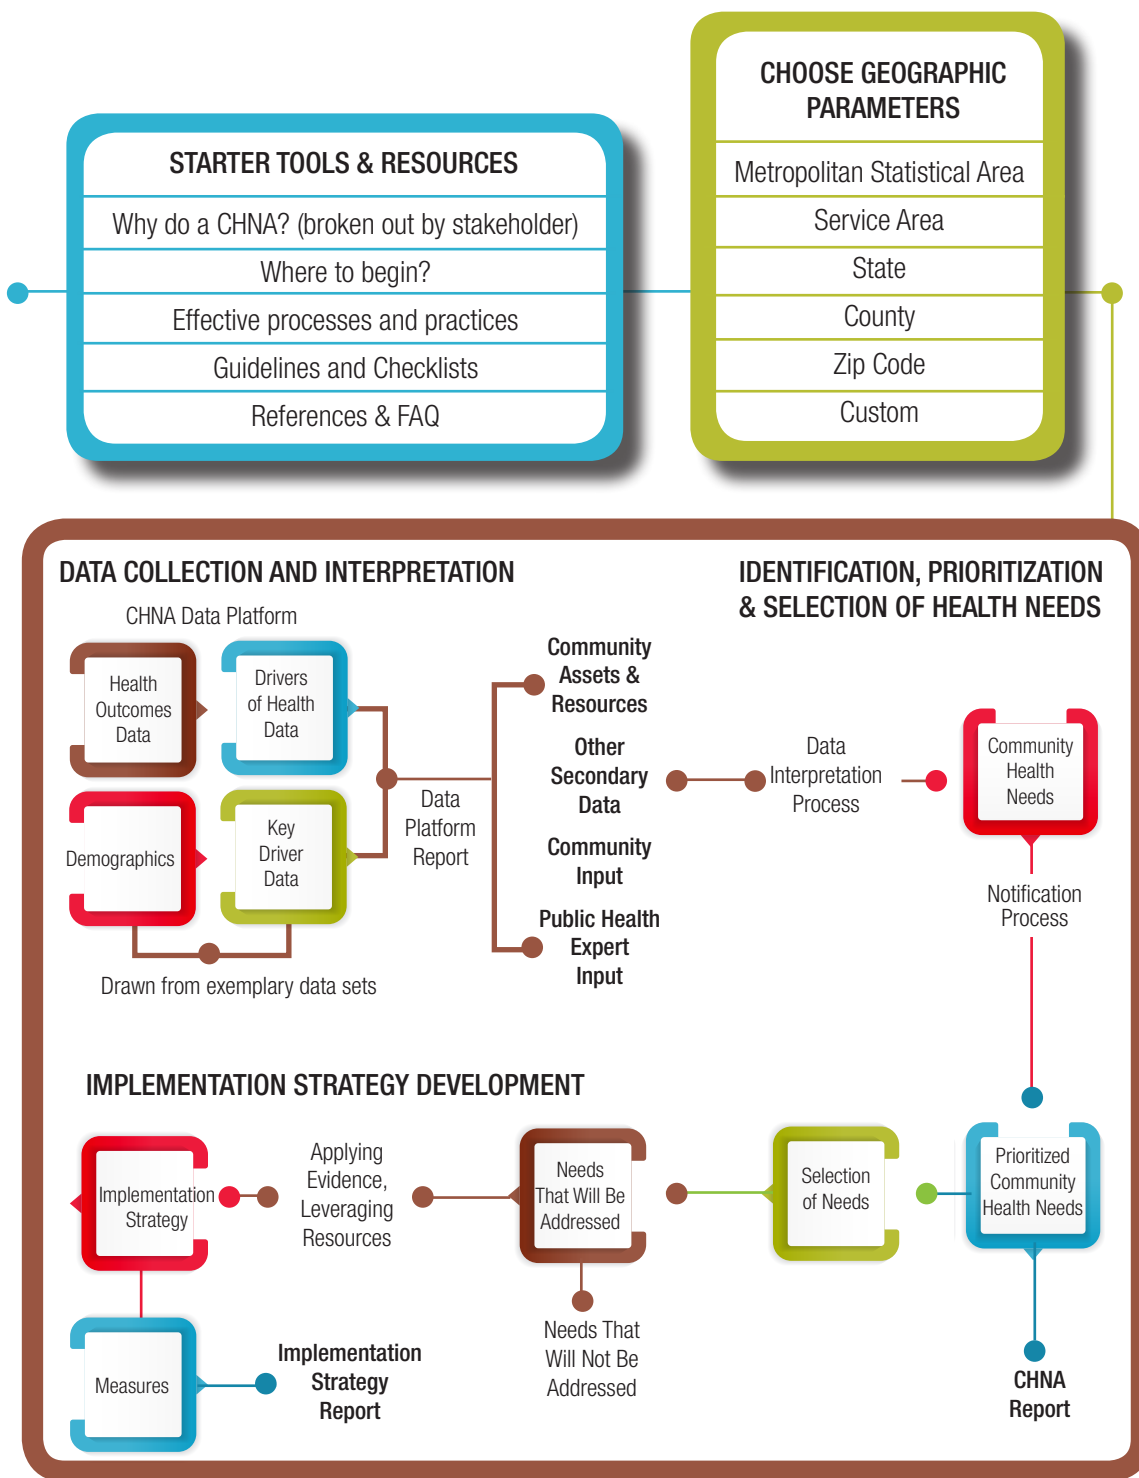 STARTER TOOLS & RESOURCES
Why do a CHNA? (broken out by stakeholder)
Where to begin?
Effective processes and practices
Guidelines and Checklists
References & FAQ
CHOOSE GEOGRAPHIC
PARAMETERS
Metropolitan Statistical Area
Service Area
State
County
Zip Code
Custom
DATA COLLECTION AND INTERPRETATION
CHNA Data Platform
Health
Outcomes
Data
Drivers
of Health
Data
Demographics
Key
Driver
Data
Drawn from exemplary data sets
Data
Platform
Report
Community
Assets &
Resources
Other
Secondary
Data
Community
Input
Public Health
Expert
Input
Data
Interpretation
Process
IDENTIFICATION, PRIORITIZATION
& SELECTION OF HEALTH NEEDS
Community
Health
Needs
Notification
Process
Prioritized
Community
Health Needs
CHNA
Report
Selection
of Needs
IMPLEMENTATION STRATEGY DEVELOPMENT
Needs
That Will Be
Addressed
Needs That
Will Not Be
Addressed
Applying
Evidence,
Leveraging
Resources
Implementation
Strategy
Measures
Implementation
Strategy
Report